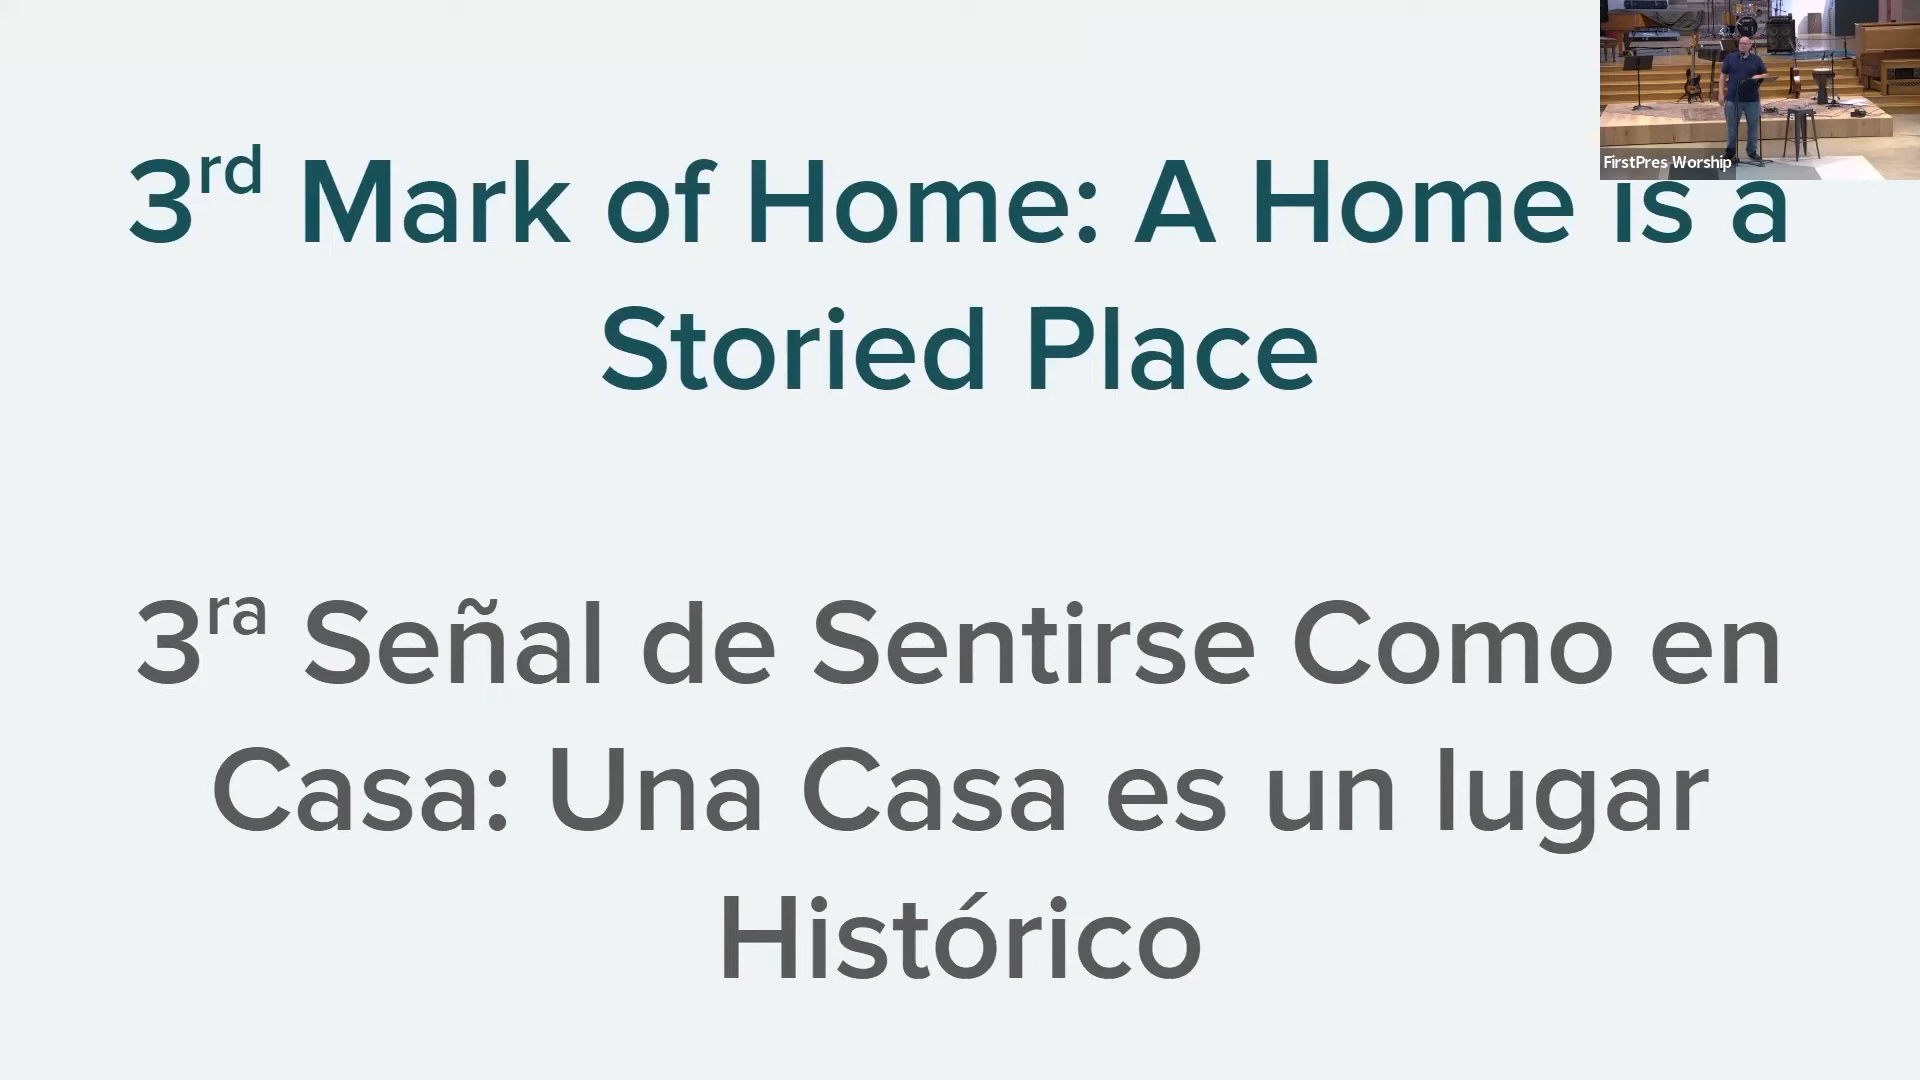 3rd Mark of Home: A Home is a
Storied Place
3ra Señal de Sentirse Como en
Casa: Una Casa es un lugar
Histórico
FirstPres Worship